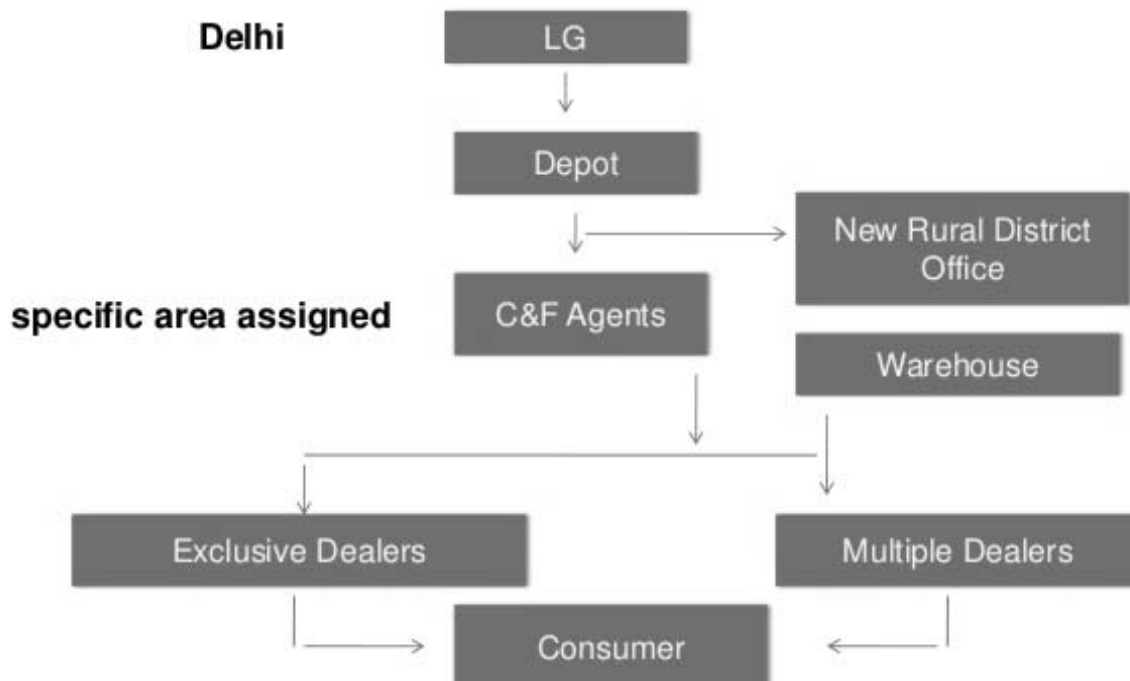 Delhi
LG
Depot
New Rural District
Office
specific area assigned
C&F Agents
Warehouse
Exclusive Dealers
Multiple Dealers
Consumer